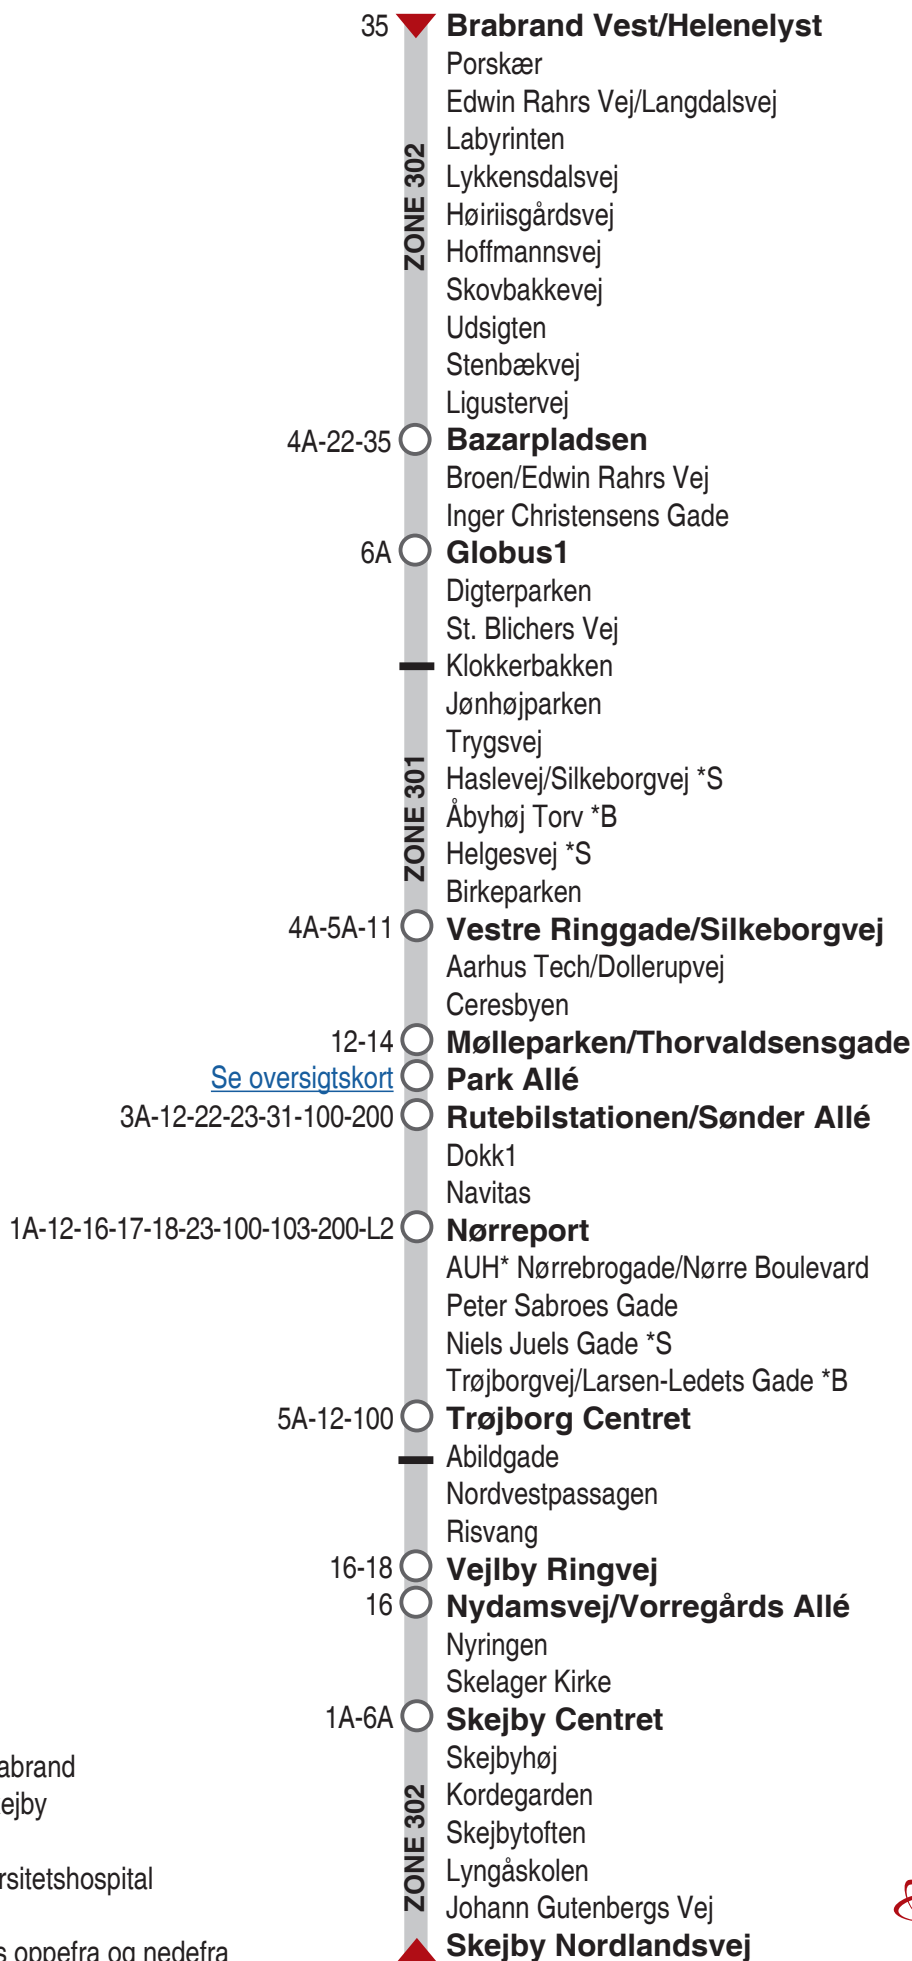 35 Brabrand Vest/Helenelyst
Porskær
Edwin Rahrs Vej/Langdalsvej
Labyrinten
ZONE 302
Lykkensdalsvej
Høiriisgårdsvej
Hoffmannsvej
Skovbakkevej
Udsigten
Stenbækvej
Ligustervej
4A-22-35 Bazarpladsen
Broen/Edwin Rahrs Vej
Inger Christensens Gade
6A Globus1
Digterparken
St. Blichers Vej
Klokkerbakken
Jønhøjparken
Trygsvej
ZONE 301
Haslevej/Silkeborgvej *S
Åbyhøj Torv *B
Helgesvej *S
Birkeparken
4A-5A-11 Vestre Ringgade/Silkeborgvej
Aarhus Tech/Dollerupvej
Ceresbyen
12-14 Mølleparken/Thorvaldsensgade
Se oversigtskort Park Allé
3A-12-22-23-31-100-200 Rutebilstationen/Sønder Allé
Dokk1
Navitas
1A-12-16-17-18-23-100-103-200-L2 Nørreport
AUH* Nørrebrogade/Nørre Boulevard
Peter Sabroes Gade
Niels Juels Gade *S
Trøjborgvej/Larsen-Ledets Gade *B
5A-12-100 Trøjborg Centret
Abildgade
Nordvestpassagen
Risvang
16-18 Vejlby Ringvej
16 Nydamsvej/Vorregårds Allé
Nyringen
Skelager Kirke
1A-6A Skejby Centret
Skejbyhøj
Kordegarden
ZONE 302
Skejbytoften
Lyngåskolen
Johann Gutenbergs Vej
Skejby Nordlandsvej
abrand
ejby
rsitetshospital
s oppefra og nedefra